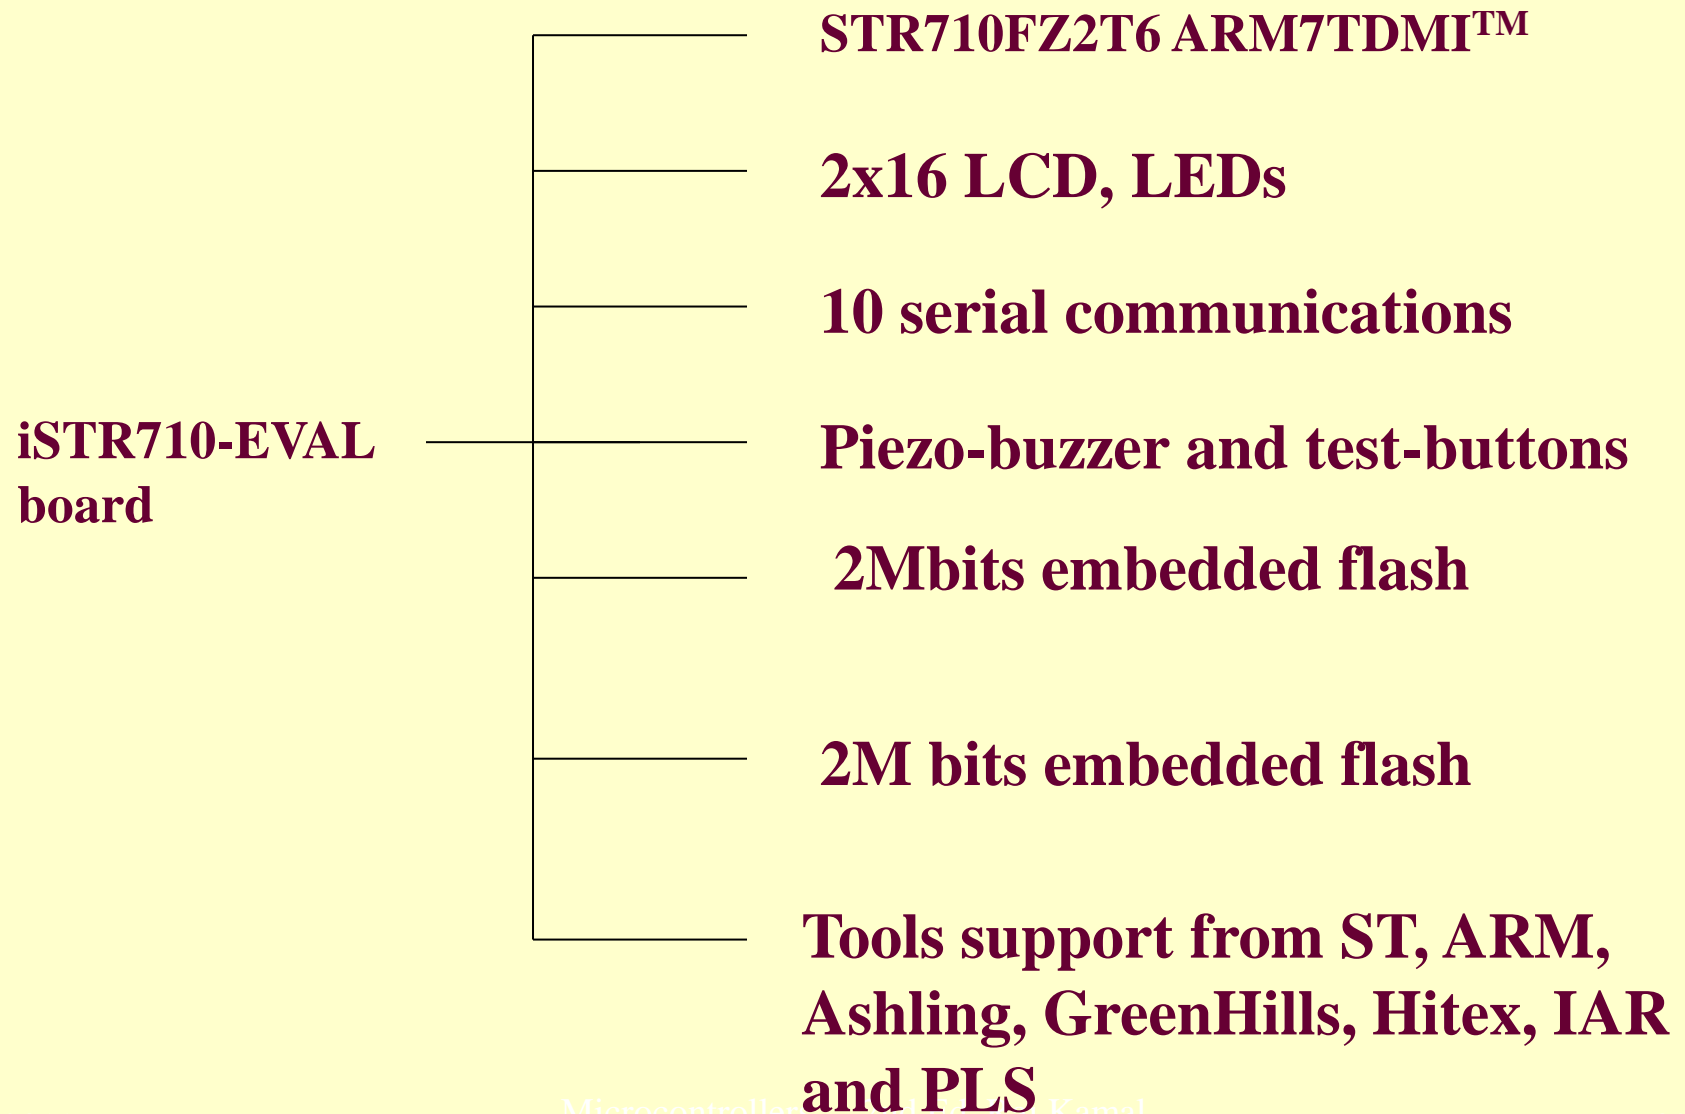 STR710FZ2T6 ARM7TDMI™
2x16 LCD, LEDs
10 serial communications
iSTR710-EVAL
board
Piezo-buzzer and test-buttons
2Mbits embedded flash
2M bits embedded flash
Tools support from ST, ARM,
Ashling, GreenHills, Hitex, IAR
and PLS